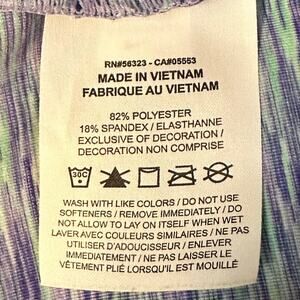 RN#56323 - CA#05553
MADE IN VIETNAM
FABRIQUE AU VIETNAM
82% POLYESTER
18% SPANDEX / ELASTHANNE
EXCLUSIVE OF DECORATION /
DECORATION NON COMPRISE
30C
WASH WITH LIKE COLORS / DO NOT USE
SOFTENERS / REMOVE IMMEDIATELY / DO
NOT ALLOW TO LAY ON ITSELF WHEN WET
LAVER AVEC COULEURS SIMILAIRES / NE PAS
UTILISER D'ADOUCISSEUR / ENLEVER
IMMEDIATEMENT / NE PAS LAISSER LE
VÊTEMENT PLIÉ LORSQU'IL EST MOUILLÉ